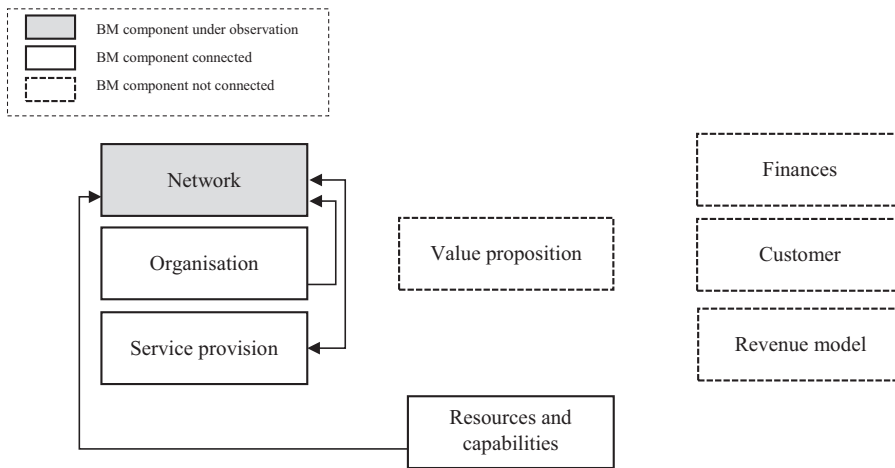 BM component under observation
BM component connected
BM component not connected
Network
Organisation
Service provision
Value proposition
Resources and
capabilities
Finances
Customer
Revenue model